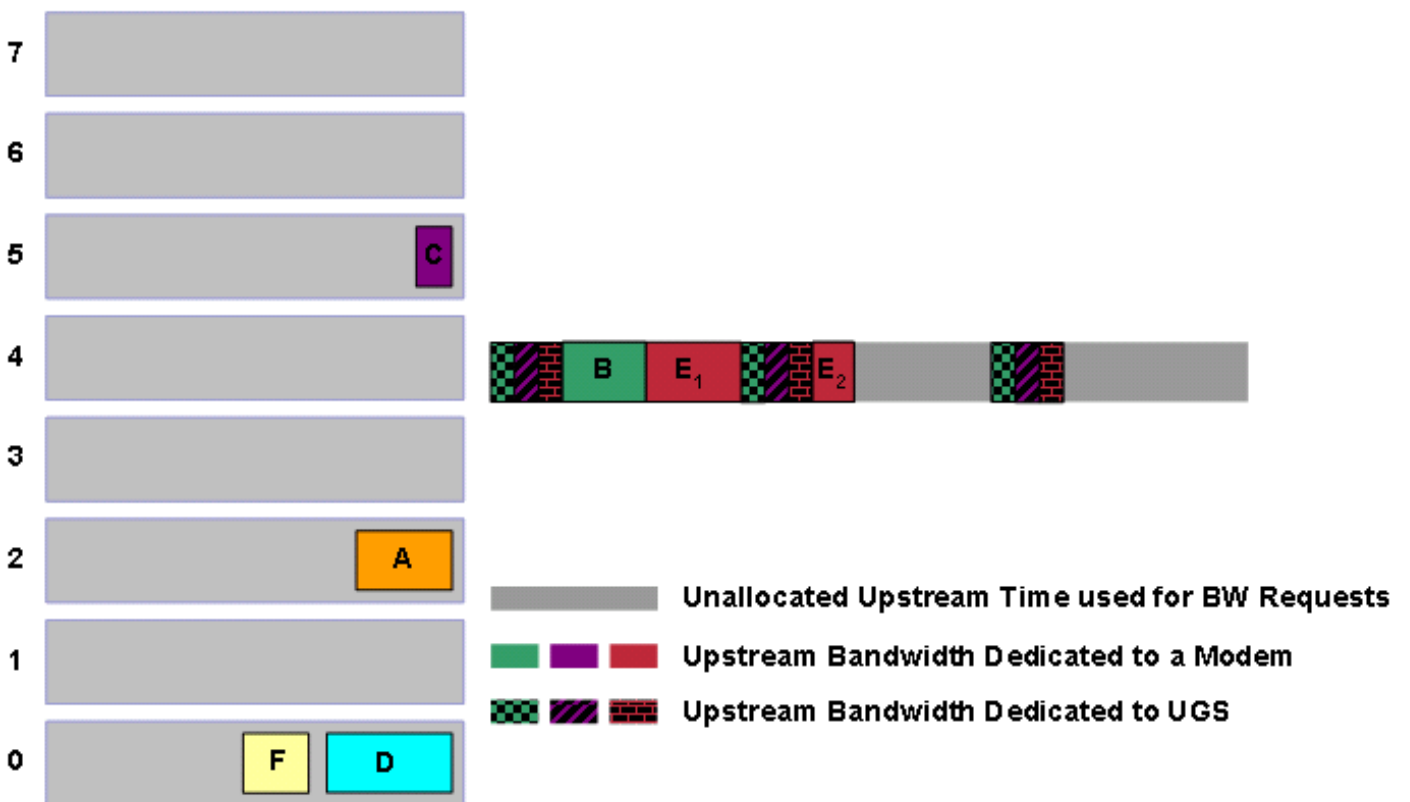 7
6
5 C
4 B E1 E2
3
2 A
Unallocated Upstream Time used for BW Requests
1 Upstream Bandwidth Dedicated to a Modem
Upstream Bandwidth Dedicated to UGS
0 F D